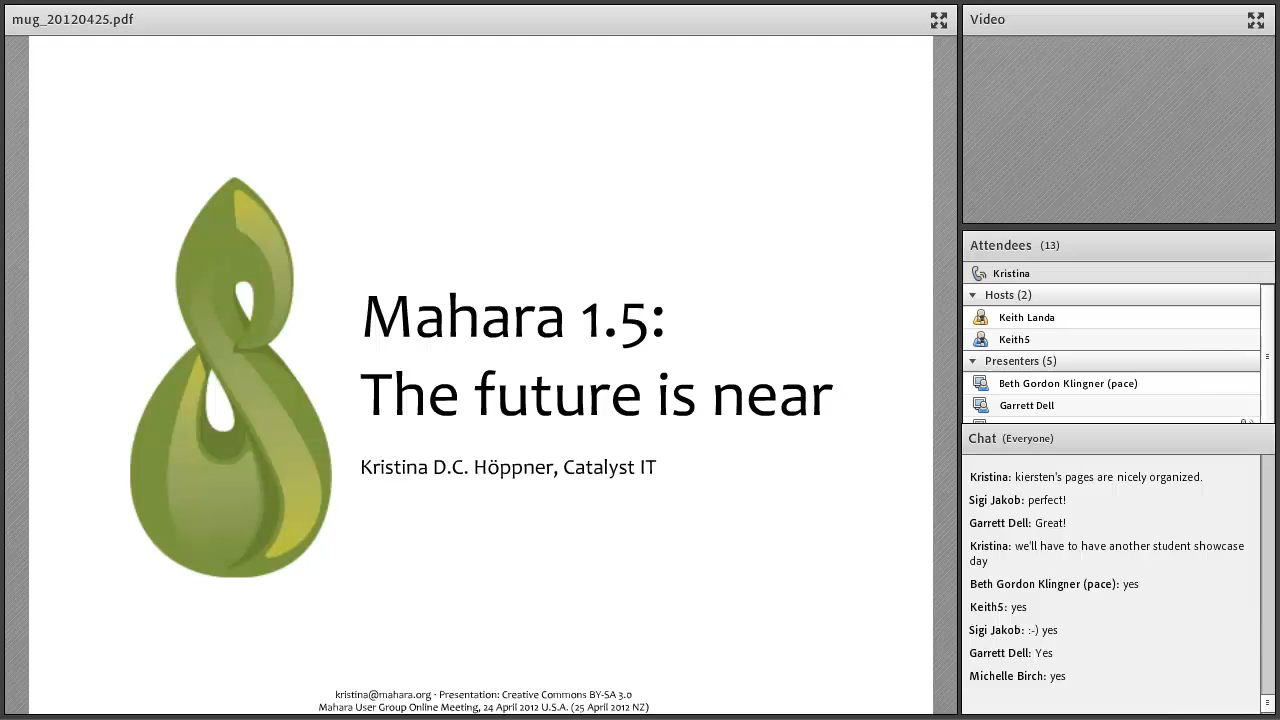 mug_20120425.pdf
Mahara 1.5:
The future is near
Kristina D.C. Höppner, Catalyst IT
kristina@mahara.org · Presentation: Creative Commons BY-SA 3.0
Mahara User Group Online Meeting, 24 April 2012 U.S.A. (25 April 2012 NZ)
Video
Attendees (13)
Kristina
Hosts (2)
Keith Landa
Keith5
Presenters (5)
Beth Gordon Klingner (pace)
Garrett Dell
Chat (Everyone)
Kristina: kiersten's pages are nicely organized.
Sigi Jakob: perfect!
Garrett Dell: Great!
Kristina: we'll have to have another student showcase
day
Beth Gordon Klingner (pace): yes
Keith5: yes
Sigi Jakob: :-) yes
Garrett Dell: Yes
Michelle Birch: yes